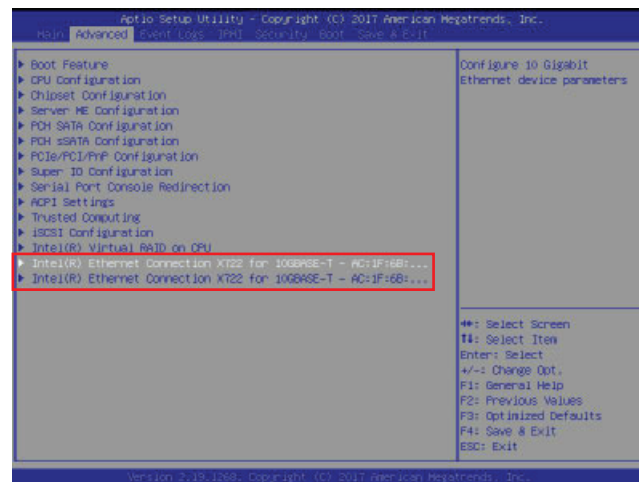 Aptio Setup Utility - Copyright (C) 2017 American Megatrends, Inc.
Main Advanced Event Logs IPMI Security Boot Save & Exit
Boot Feature
CPU Configuration
Chipset Configuration
Server ME Configuration
PCH SATA Configuration
PCH sSATA Configuration
PCIe/PCI/PnP Configuration
Super IO Configuration
Serial Port Console Redirection
ACPI Settings
Trusted Computing
iSCSI Configuration
Intel(R) Virtual RAID on CPU
Intel(R) Ethernet Connection X722 for 10GBASE-T - AC:1F:6B:...
Intel(R) Ethernet Connection X722 for 10GBASE-T - AC:1F:6B:...
Configure 10 Gigabit
Ethernet device parameters
→←: Select Screen
↑↓: Select Item
Enter: Select
+/-: Change Opt.
F1: General Help
F2: Previous Values
F3: Optimized Defaults
F4: Save & Exit
ESC: Exit
Version 2.19.1268. Copyright (C) 2017 American Megatrends, Inc.